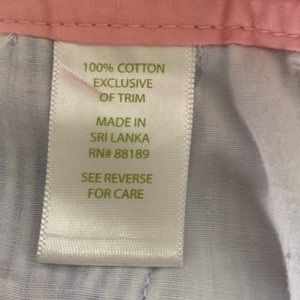 100% COTTON
EXCLUSIVE
OF TRIM
MADE IN
SRI LANKA
RN# 88189
SEE REVERSE
FOR CARE